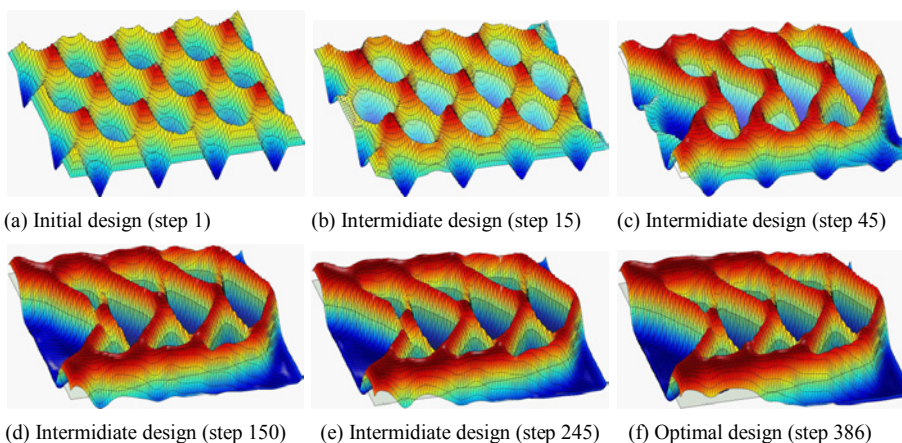 (a) Initial design (step 1)
(b) Intermidiate design (step 15)
(c) Intermidiate design (step 45)
(d) Intermidiate design (step 150)
(e) Intermidiate design (step 245)
(f) Optimal design (step 386)